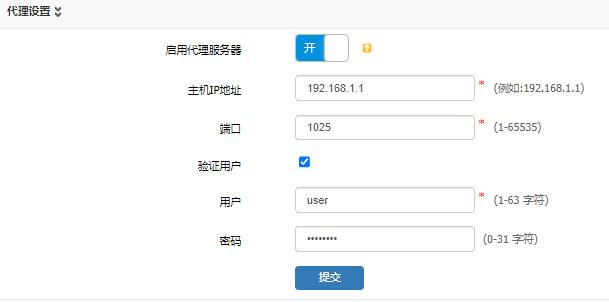 代理设置
启用代理服务器 开
主机IP地址 192.168.1.1 * (例如:192.168.1.1)
端口 1025 * (1-65535)
验证用户
用户 user * (1-63 字符)
密码 •••••••• (0-31 字符)
提交